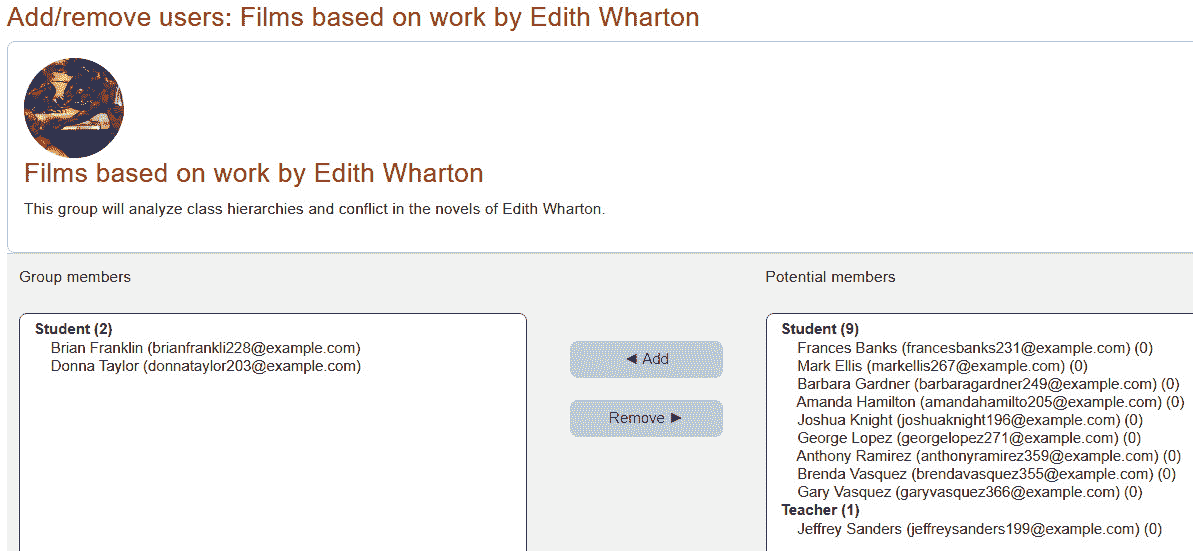 Add/remove users: Films based on work by Edith Wharton
Films based on work by Edith Wharton
This group will analyze class hierarchies and conflict in the novels of Edith Wharton.
Group members
Student (2)
Brian Franklin (brianfrankli228@example.com)
Donna Taylor (donnataylor203@example.com)
◄ Add
Remove ►
Potential members
Student (9)
Frances Banks (francesbanks231@example.com) (0)
Mark Ellis (markellis267@example.com) (0)
Barbara Gardner (barbaragardner249@example.com) (0)
Amanda Hamilton (amandahamilto205@example.com) (0)
Joshua Knight (joshuaknight196@example.com) (0)
George Lopez (georgelopez271@example.com) (0)
Anthony Ramirez (anthonyramirez359@example.com) (0)
Brenda Vasquez (brendavasquez355@example.com) (0)
Gary Vasquez (garyvasquez366@example.com) (0)
Teacher (1)
Jeffrey Sanders (jeffreysanders199@example.com) (0)